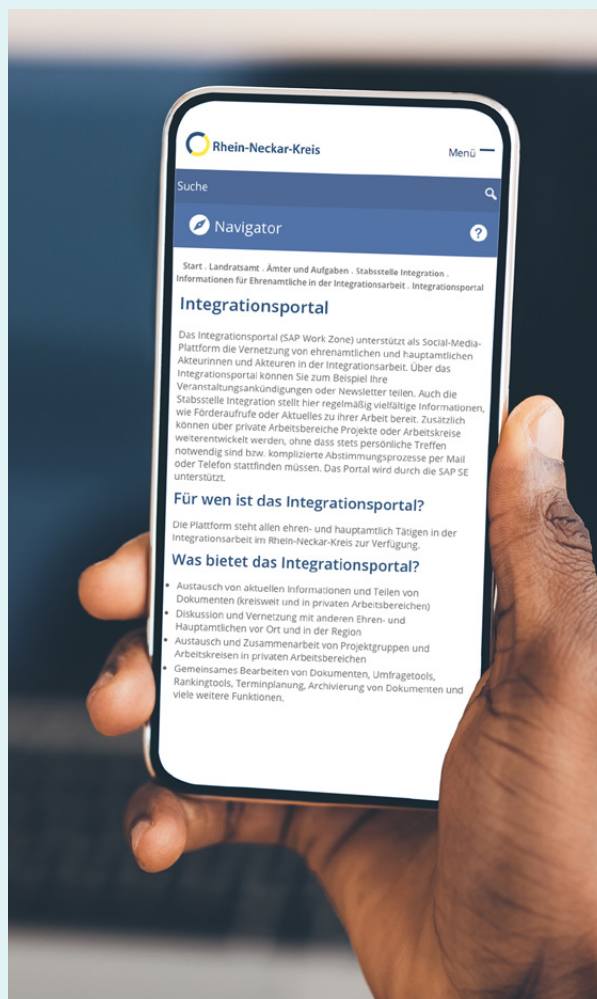 Rhein-Neckar-Kreis
Menü
Suche
Navigator
?
Start . Landratsamt . Ämter und Aufgaben . Stabsstelle Integration .
Informationen für Ehrenamtliche in der Integrationsarbeit . Integrationsportal
Integrationsportal
Das Integrationsportal (SAP Work Zone) unterstützt als Social-Media-
Plattform die Vernetzung von ehrenamtlichen und hauptamtlichen
Akteurinnen und Akteuren in der Integrationsarbeit. Über das
Integrationsportal können Sie zum Beispiel Ihre
Veranstaltungsankündigungen oder Newsletter teilen. Auch die
Stabsstelle Integration stellt hier regelmäßig vielfältige Informationen,
wie Förderaufrufe oder Aktuelles zu ihrer Arbeit bereit. Zusätzlich
können über private Arbeitsbereiche Projekte oder Arbeitskreise
weiterentwickelt werden, ohne dass stets persönliche Treffen
notwendig sind bzw. komplizierte Abstimmungsprozesse per Mail
oder Telefon stattfinden müssen. Das Portal wird durch die SAP SE
unterstützt.
Für wen ist das Integrationsportal?
Die Plattform steht allen ehren- und hauptamtlich Tätigen in der
Integrationsarbeit im Rhein-Neckar-Kreis zur Verfügung.
Was bietet das Integrationsportal?
• Austausch von aktuellen Informationen und Teilen von
Dokumenten (kreisweit und in privaten Arbeitsbereichen)
• Diskussion und Vernetzung mit anderen Ehren- und
Hauptamtlichen vor Ort und in der Region
• Austausch und Zusammenarbeit von Projektgruppen und
Arbeitskreisen in privaten Arbeitsbereichen
• Gemeinsames Bearbeiten von Dokumenten, Umfragetools,
Rankingtools, Terminplanung, Archivierung von Dokumenten und
viele weitere Funktionen.